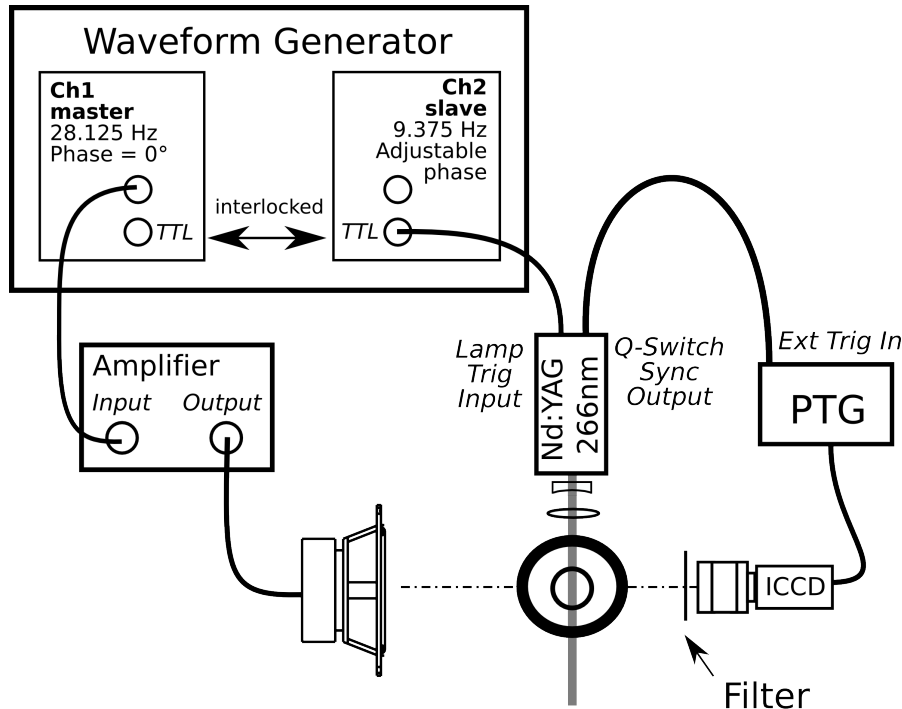 Waveform Generator
Ch1
master
28.125 Hz
Phase = 0°
TTL
interlocked
Ch2
slave
9.375 Hz
Adjustable
phase
TTL
Amplifier
Input
Output
Lamp
Trig
Input
Nd:YAG
266nm
Q-Switch
Sync
Output
Ext Trig In
PTG
ICCD
Filter